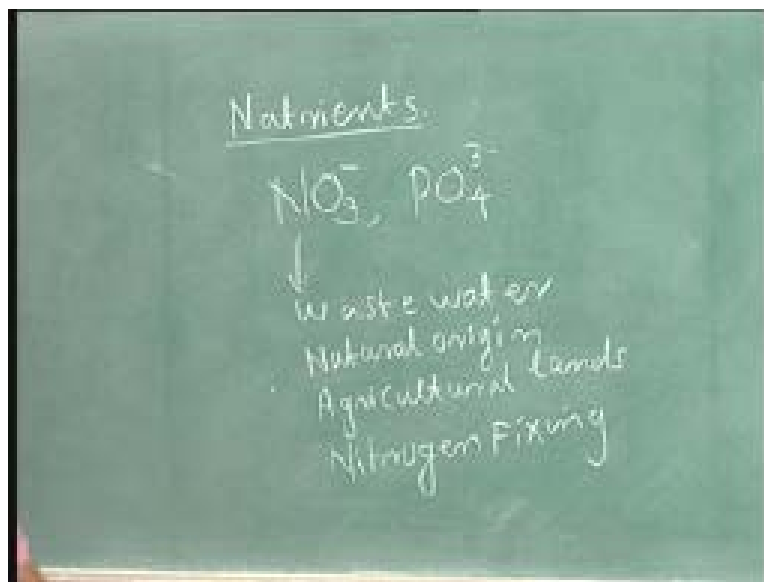 Nutrients.
NO₃⁻, PO₄³⁻
↓
Waste water
Natural origin
Agricultural lands
Nitrogen Fixing